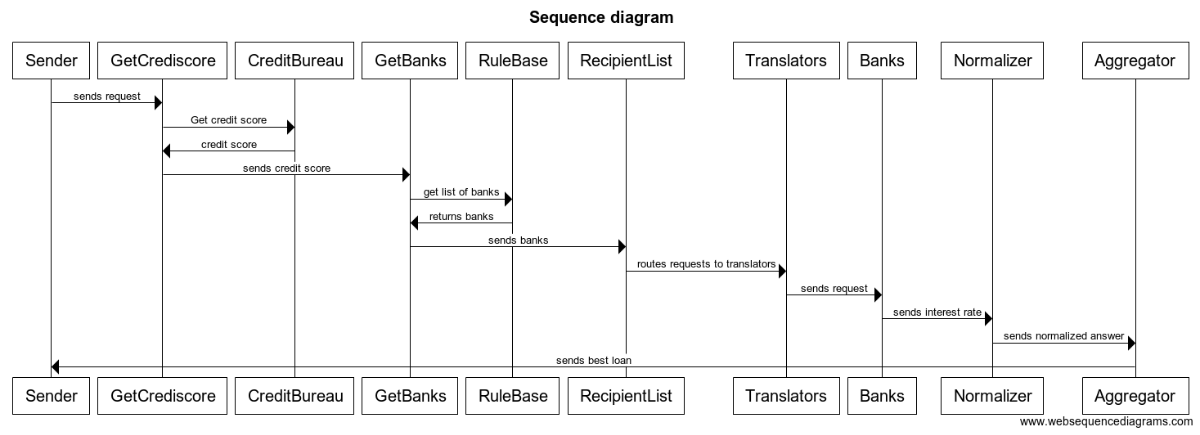 Sequence diagram
Sender GetCrediscore CreditBureau GetBanks RuleBase RecipientList Translators Banks Normalizer Aggregator
sends request
Get credit score
credit score
sends credit score
get list of banks
returns banks
sends banks
routes requests to translators
sends request
sends interest rate
sends normalized answer
sends best loan
Sender GetCrediscore CreditBureau GetBanks RuleBase RecipientList Translators Banks Normalizer Aggregator
www.websequencediagrams.com